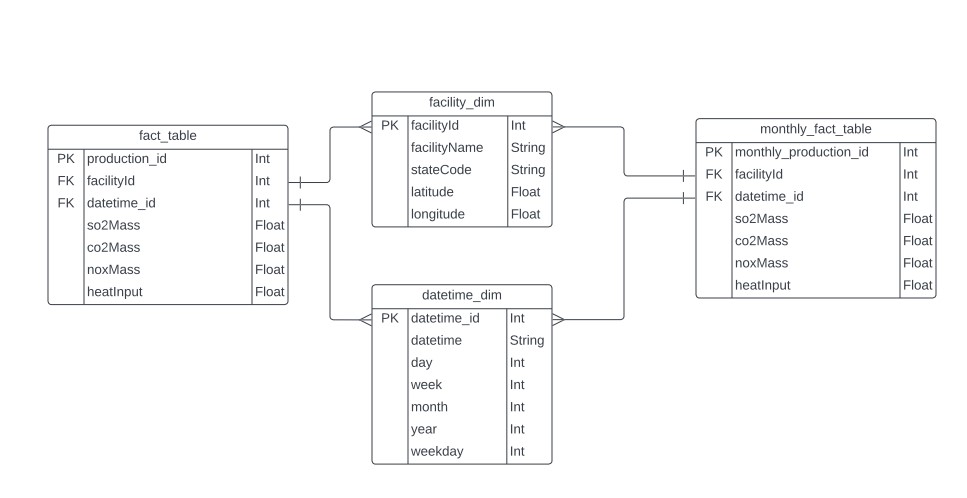 fact_table
PK production_id Int
FK facilityId Int
FK datetime_id Int
so2Mass Float
co2Mass Float
noxMass Float
heatInput Float
facility_dim
PK facilityId Int
facilityName String
stateCode String
latitude Float
longitude Float
datetime_dim
PK datetime_id Int
datetime String
day Int
week Int
month Int
year Int
weekday Int
monthly_fact_table
PK monthly_production_id Int
FK facilityId Int
FK datetime_id Int
so2Mass Float
co2Mass Float
noxMass Float
heatInput Float